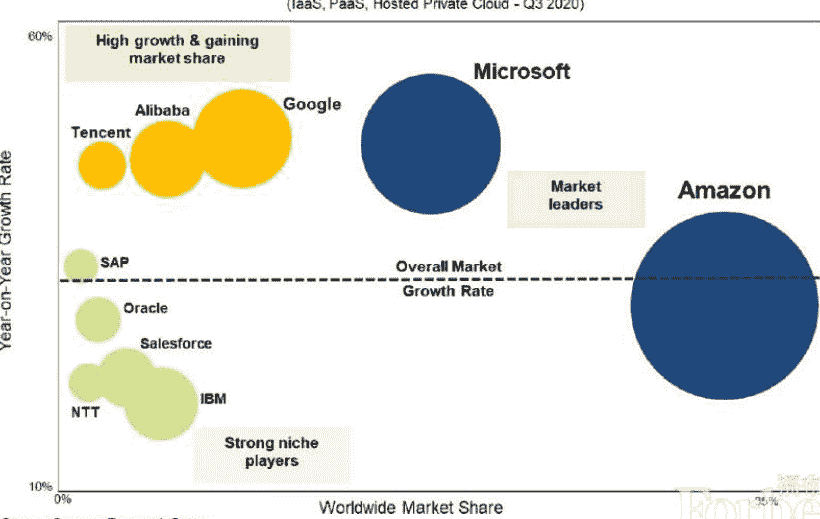 (IaaS, PaaS, Hosted Private Cloud - Q3 2020)
60%
High growth & gaining
market share
Microsoft
Google
Alibaba
Tencent
Market
leaders
Amazon
Year-on-Year Growth Rate
SAP
Overall Market
Growth Rate
Oracle
Salesforce
IBM
NTT
Strong niche
players
10%
0%
Worldwide Market Share
35%